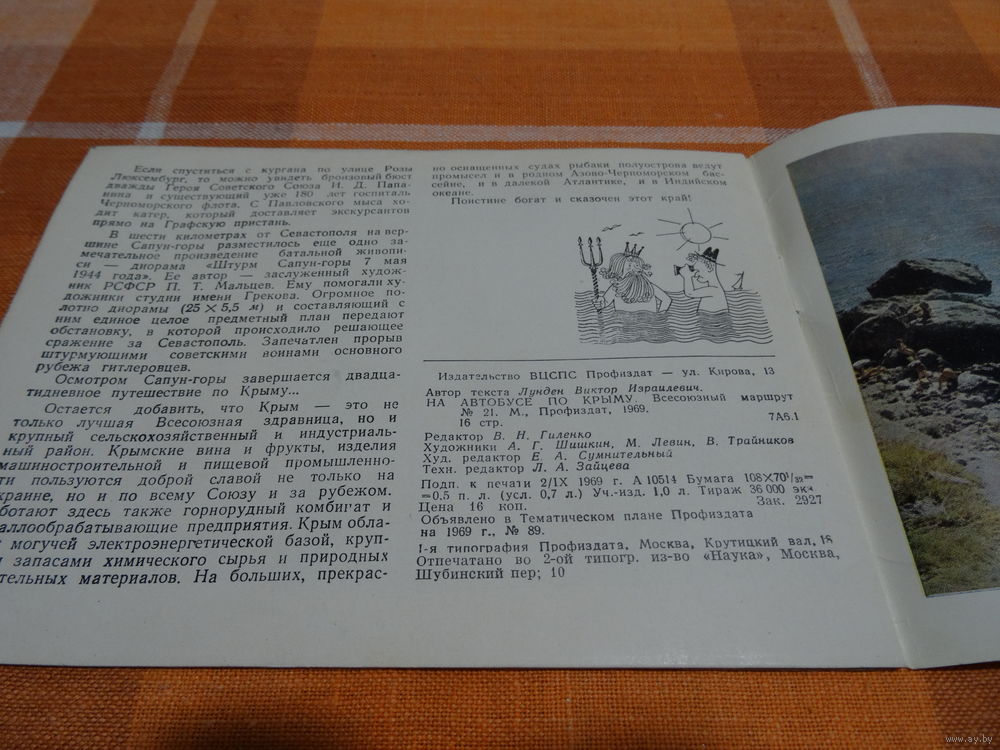 Если спуститься с кургана по улице Розы
Люксембург, то можно увидеть бронзовый бюст
дважды Героя Советского Союза И. Д. Папа-
нина и существующий уже 180 лет госпиталь
Черноморского флота. С Павловского мыса хо-
дит катер, который доставляет экскурсантов
прямо на Графскую пристань.
В шести километрах от Севастополя на вер-
шине Сапун-горы разместилось еще одно за-
мечательное произведение батальной живопи-
си — диорама «Штурм Сапун-горы 7 мая
1944 года». Ее автор — заслуженный худож-
ник РСФСР П. Т. Мальцев. Ему помогали ху-
дожники студии имени Грекова. Огромное по-
лотно диорамы (25 × 5,5 м) и составляющий с
ним единое целое предметный план передают
обстановку, в которой происходило решающее
сражение за Севастополь. Запечатлен прорыв
штурмующими советскими воинами основного
рубежа гитлеровцев.
Осмотром Сапун-горы завершается двадца-
тидневное путешествие по Крыму...
Остается добавить, что Крым — это не
только лучшая Всесоюзная здравница, но и
крупный сельскохозяйственный и индустриаль-
ный район. Крымские вина и фрукты, изделия
машиностроительной и пищевой промышленно-
ти пользуются доброй славой не только на
краине, но и по всему Союзу и за рубежом.
ботают здесь также горнорудный комбинат и
аллообрабатывающие предприятия. Крым обла-
т могучей электроэнергетической базой, круп-
и запасами химического сырья и природных
тельных материалов. На больших, прекрас-
но оснащенных судах рыбаки полуострова ведут
промысел и в родном Азово-Черноморском бас-
сейне, и в далекой Атлантике, и в Индийском
океане.
Поистине богат и сказочен этот край!
Издательство ВЦСПС Профиздат — ул. Кирова, 13
Автор текста Лунден Виктор Израилевич.
НА АВТОБУСЕ ПО КРЫМУ. Всесоюзный маршрут
№ 21. М., Профиздат, 1969.
16 стр. 7А6.1
Редактор В. Н. Гиленко
Художники А. Г. Шишкин, М. Левин, В. Трайников
Худ. редактор Е. А. Сумнительный
Техн. редактор Л. А. Зайцева
Подп. к печати 2/IX 1969 г. А 10514 Бумага 108×70¹/₃₂=
=0,5 п. л. (усл. 0,7 л.) Уч.-изд. 1,0 л. Тираж 36 000 экз.
Цена 16 коп. Зак. 2927
Объявлено в Тематическом плане Профиздата
на 1969 г., № 89.
1-я типография Профиздата, Москва, Крутицкий вал, 18
Отпечатано во 2-ой типогр. из-во «Наука», Москва,
Шубинский пер; 10
www.ay.by